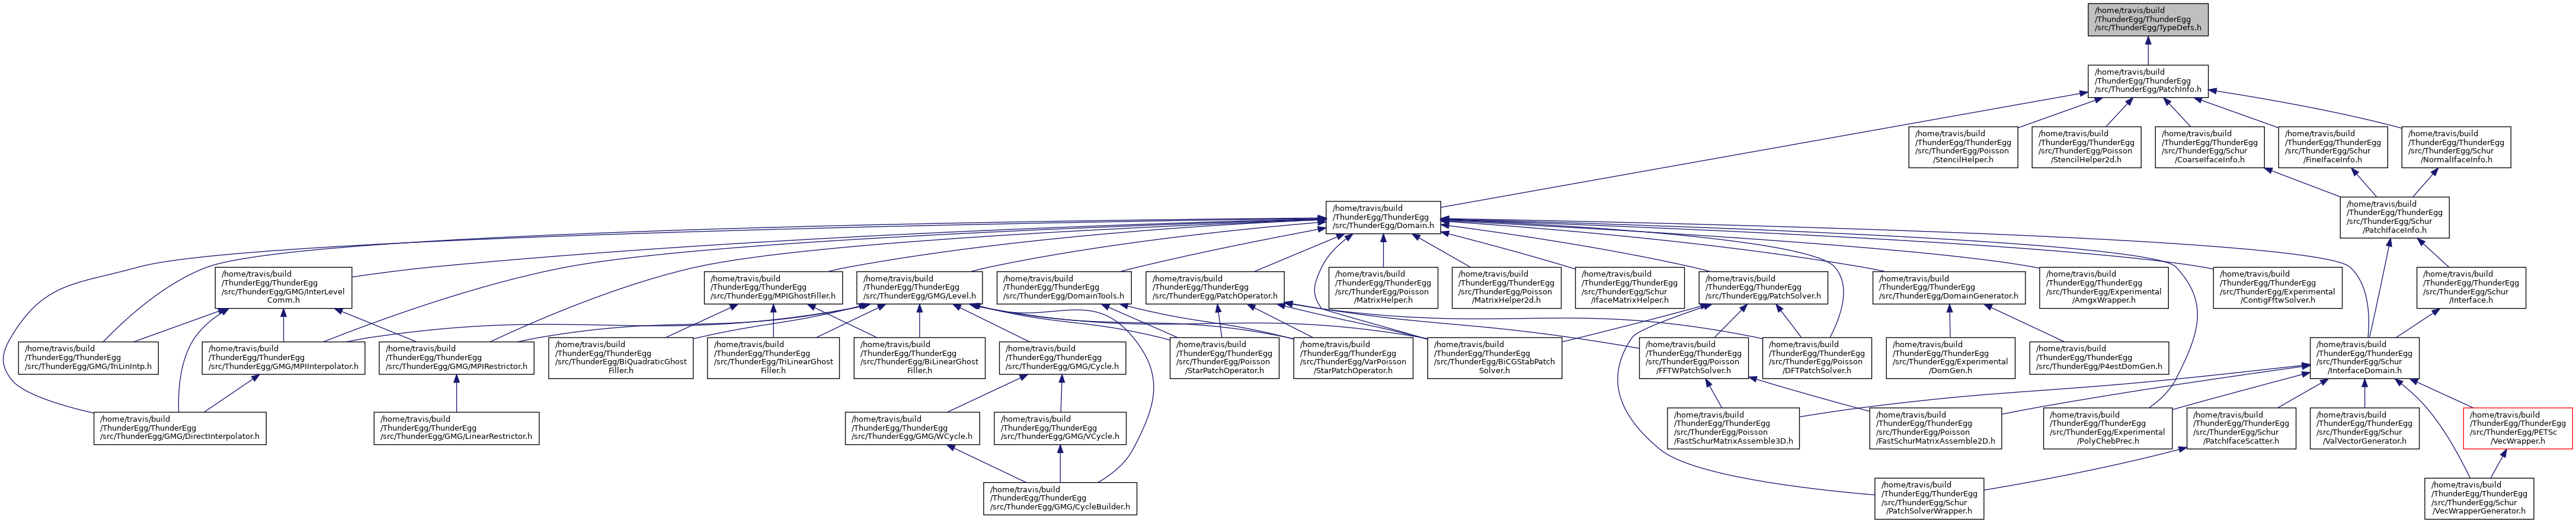 /home/travis/build
/ThunderEgg/ThunderEgg
/src/ThunderEgg/TypeDefs.h
/home/travis/build
/ThunderEgg/ThunderEgg
/src/ThunderEgg/PatchInfo.h
/home/travis/build
/ThunderEgg/ThunderEgg
/src/ThunderEgg/Poisson
/StencilHelper.h
/home/travis/build
/ThunderEgg/ThunderEgg
/src/ThunderEgg/Poisson
/StencilHelper2d.h
/home/travis/build
/ThunderEgg/ThunderEgg
/src/ThunderEgg/Schur
/CoarseIfaceInfo.h
/home/travis/build
/ThunderEgg/ThunderEgg
/src/ThunderEgg/Schur
/FineIfaceInfo.h
/home/travis/build
/ThunderEgg/ThunderEgg
/src/ThunderEgg/Schur
/NormalIfaceInfo.h
/home/travis/build
/ThunderEgg/ThunderEgg
/src/ThunderEgg/Domain.h
/home/travis/build
/ThunderEgg/ThunderEgg
/src/ThunderEgg/Schur
/PatchIfaceInfo.h
/home/travis/build
/ThunderEgg/ThunderEgg
/src/ThunderEgg/GMG/InterLevel
Comm.h
/home/travis/build
/ThunderEgg/ThunderEgg
/src/ThunderEgg/MPIGhostFiller.h
/home/travis/build
/ThunderEgg/ThunderEgg
/src/ThunderEgg/GMG/Level.h
/home/travis/build
/ThunderEgg/ThunderEgg
/src/ThunderEgg/DomainTools.h
/home/travis/build
/ThunderEgg/ThunderEgg
/src/ThunderEgg/PatchOperator.h
/home/travis/build
/ThunderEgg/ThunderEgg
/src/ThunderEgg/Poisson
/MatrixHelper.h
/home/travis/build
/ThunderEgg/ThunderEgg
/src/ThunderEgg/Poisson
/MatrixHelper2d.h
/home/travis/build
/ThunderEgg/ThunderEgg
/src/ThunderEgg/Schur
/IfaceMatrixHelper.h
/home/travis/build
/ThunderEgg/ThunderEgg
/src/ThunderEgg/PatchSolver.h
/home/travis/build
/ThunderEgg/ThunderEgg
/src/ThunderEgg/DomainGenerator.h
/home/travis/build
/ThunderEgg/ThunderEgg
/src/ThunderEgg/Experimental
/AmgxWrapper.h
/home/travis/build
/ThunderEgg/ThunderEgg
/src/ThunderEgg/Experimental
/ContigFftwSolver.h
/home/travis/build
/ThunderEgg/ThunderEgg
/src/ThunderEgg/Schur
/Interface.h
/home/travis/build
/ThunderEgg/ThunderEgg
/src/ThunderEgg/GMG/TriLinIntp.h
/home/travis/build
/ThunderEgg/ThunderEgg
/src/ThunderEgg/GMG/MPIInterpolator.h
/home/travis/build
/ThunderEgg/ThunderEgg
/src/ThunderEgg/GMG/MPIRestrictor.h
/home/travis/build
/ThunderEgg/ThunderEgg
/src/ThunderEgg/BiQuadraticGhost
Filler.h
/home/travis/build
/ThunderEgg/ThunderEgg
/src/ThunderEgg/TriLinearGhost
Filler.h
/home/travis/build
/ThunderEgg/ThunderEgg
/src/ThunderEgg/BiLinearGhost
Filler.h
/home/travis/build
/ThunderEgg/ThunderEgg
/src/ThunderEgg/GMG/Cycle.h
/home/travis/build
/ThunderEgg/ThunderEgg
/src/ThunderEgg/Poisson
/StarPatchOperator.h
/home/travis/build
/ThunderEgg/ThunderEgg
/src/ThunderEgg/VarPoisson
/StarPatchOperator.h
/home/travis/build
/ThunderEgg/ThunderEgg
/src/ThunderEgg/BiCGStabPatch
Solver.h
/home/travis/build
/ThunderEgg/ThunderEgg
/src/ThunderEgg/Poisson
/FFTWPatchSolver.h
/home/travis/build
/ThunderEgg/ThunderEgg
/src/ThunderEgg/Poisson
/DFTPatchSolver.h
/home/travis/build
/ThunderEgg/ThunderEgg
/src/ThunderEgg/Experimental
/DomGen.h
/home/travis/build
/ThunderEgg/ThunderEgg
/src/ThunderEgg/P4estDomGen.h
/home/travis/build
/ThunderEgg/ThunderEgg
/src/ThunderEgg/Schur
/InterfaceDomain.h
/home/travis/build
/ThunderEgg/ThunderEgg
/src/ThunderEgg/GMG/DirectInterpolator.h
/home/travis/build
/ThunderEgg/ThunderEgg
/src/ThunderEgg/GMG/LinearRestrictor.h
/home/travis/build
/ThunderEgg/ThunderEgg
/src/ThunderEgg/GMG/WCycle.h
/home/travis/build
/ThunderEgg/ThunderEgg
/src/ThunderEgg/GMG/VCycle.h
/home/travis/build
/ThunderEgg/ThunderEgg
/src/ThunderEgg/Poisson
/FastSchurMatrixAssemble3D.h
/home/travis/build
/ThunderEgg/ThunderEgg
/src/ThunderEgg/Poisson
/FastSchurMatrixAssemble2D.h
/home/travis/build
/ThunderEgg/ThunderEgg
/src/ThunderEgg/Experimental
/PolyChebPrec.h
/home/travis/build
/ThunderEgg/ThunderEgg
/src/ThunderEgg/Schur
/PatchIfaceScatter.h
/home/travis/build
/ThunderEgg/ThunderEgg
/src/ThunderEgg/Schur
/ValVectorGenerator.h
/home/travis/build
/ThunderEgg/ThunderEgg
/src/ThunderEgg/PETSc
/VecWrapper.h
/home/travis/build
/ThunderEgg/ThunderEgg
/src/ThunderEgg/GMG/CycleBuilder.h
/home/travis/build
/ThunderEgg/ThunderEgg
/src/ThunderEgg/Schur
/PatchSolverWrapper.h
/home/travis/build
/ThunderEgg/ThunderEgg
/src/ThunderEgg/Schur
/VecWrapperGenerator.h